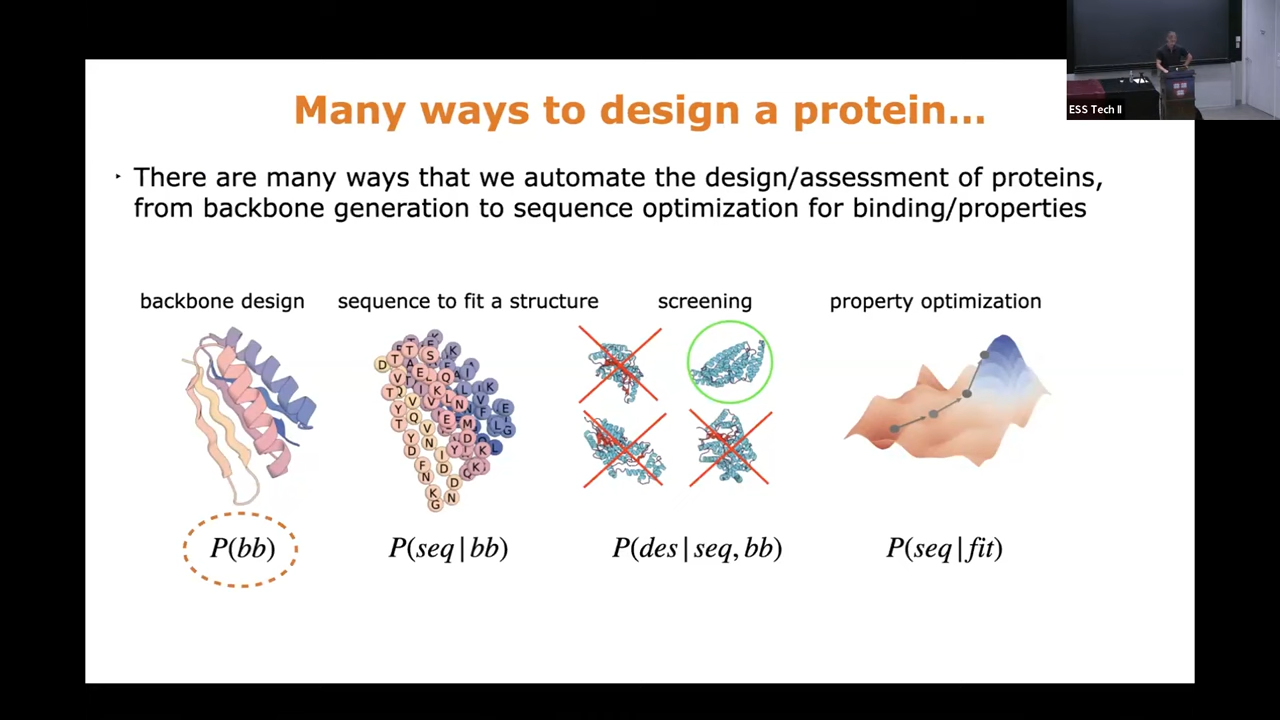 Many ways to design a protein...
ESS Tech II
‣ There are many ways that we automate the design/assessment of proteins,
from backbone generation to sequence optimization for binding/properties
backbone design
sequence to fit a structure
screening
property optimization
P(bb)
P(seq|bb)
P(des|seq, bb)
P(seq|fit)